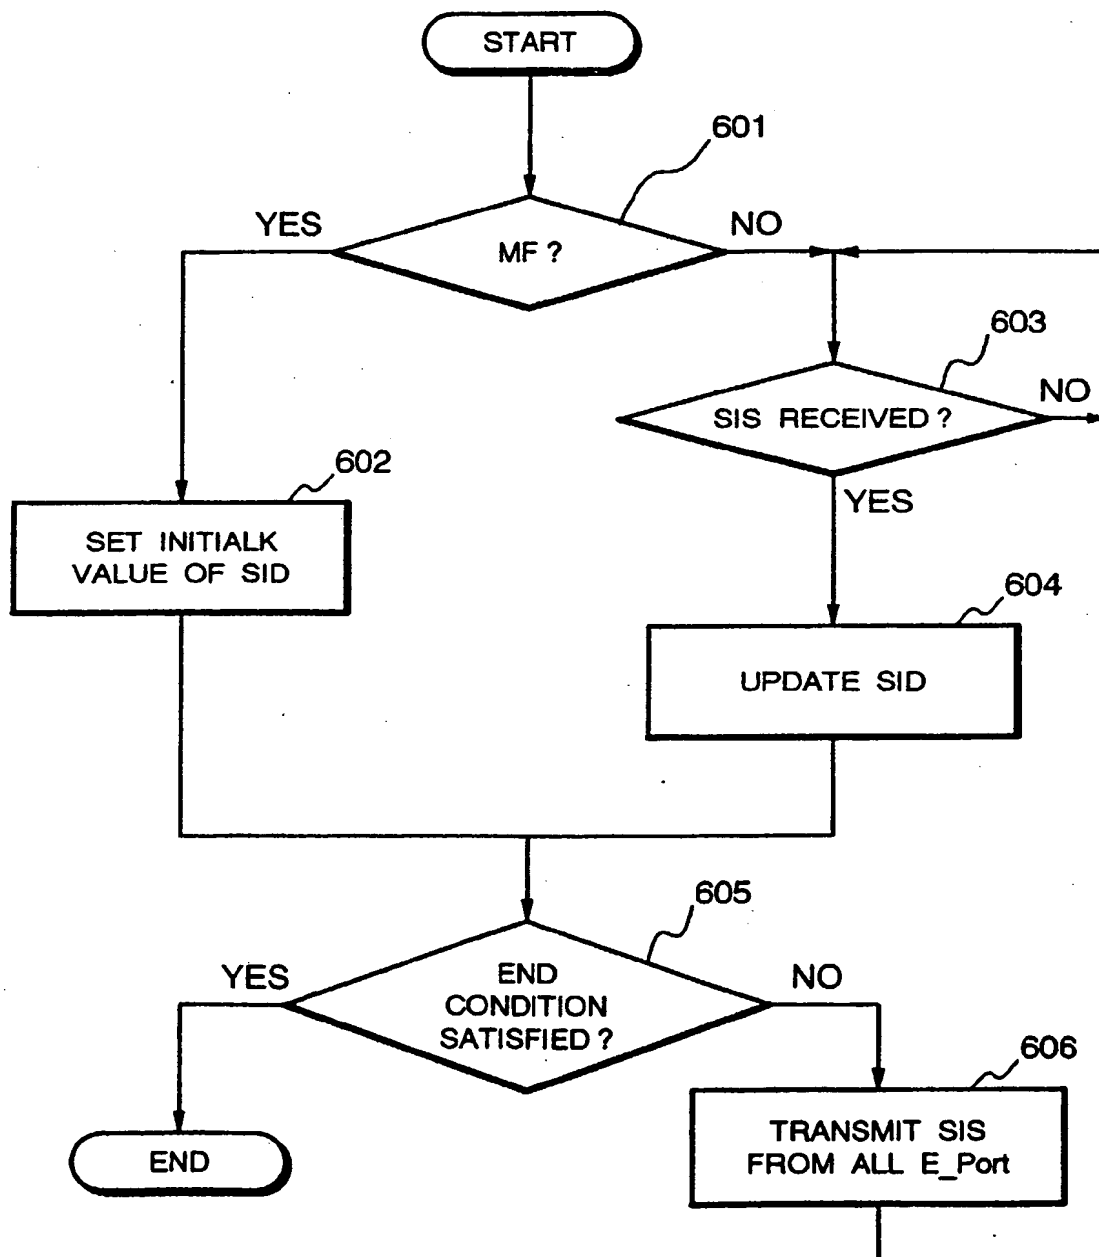 START
601
YES
MF ?
NO
603
SIS RECEIVED ?
NO
602
YES
SET INITIALK
VALUE OF SID
604
UPDATE SID
605
YES
END
CONDITION
SATISFIED ?
NO
606
TRANSMIT SIS
FROM ALL E_Port
END